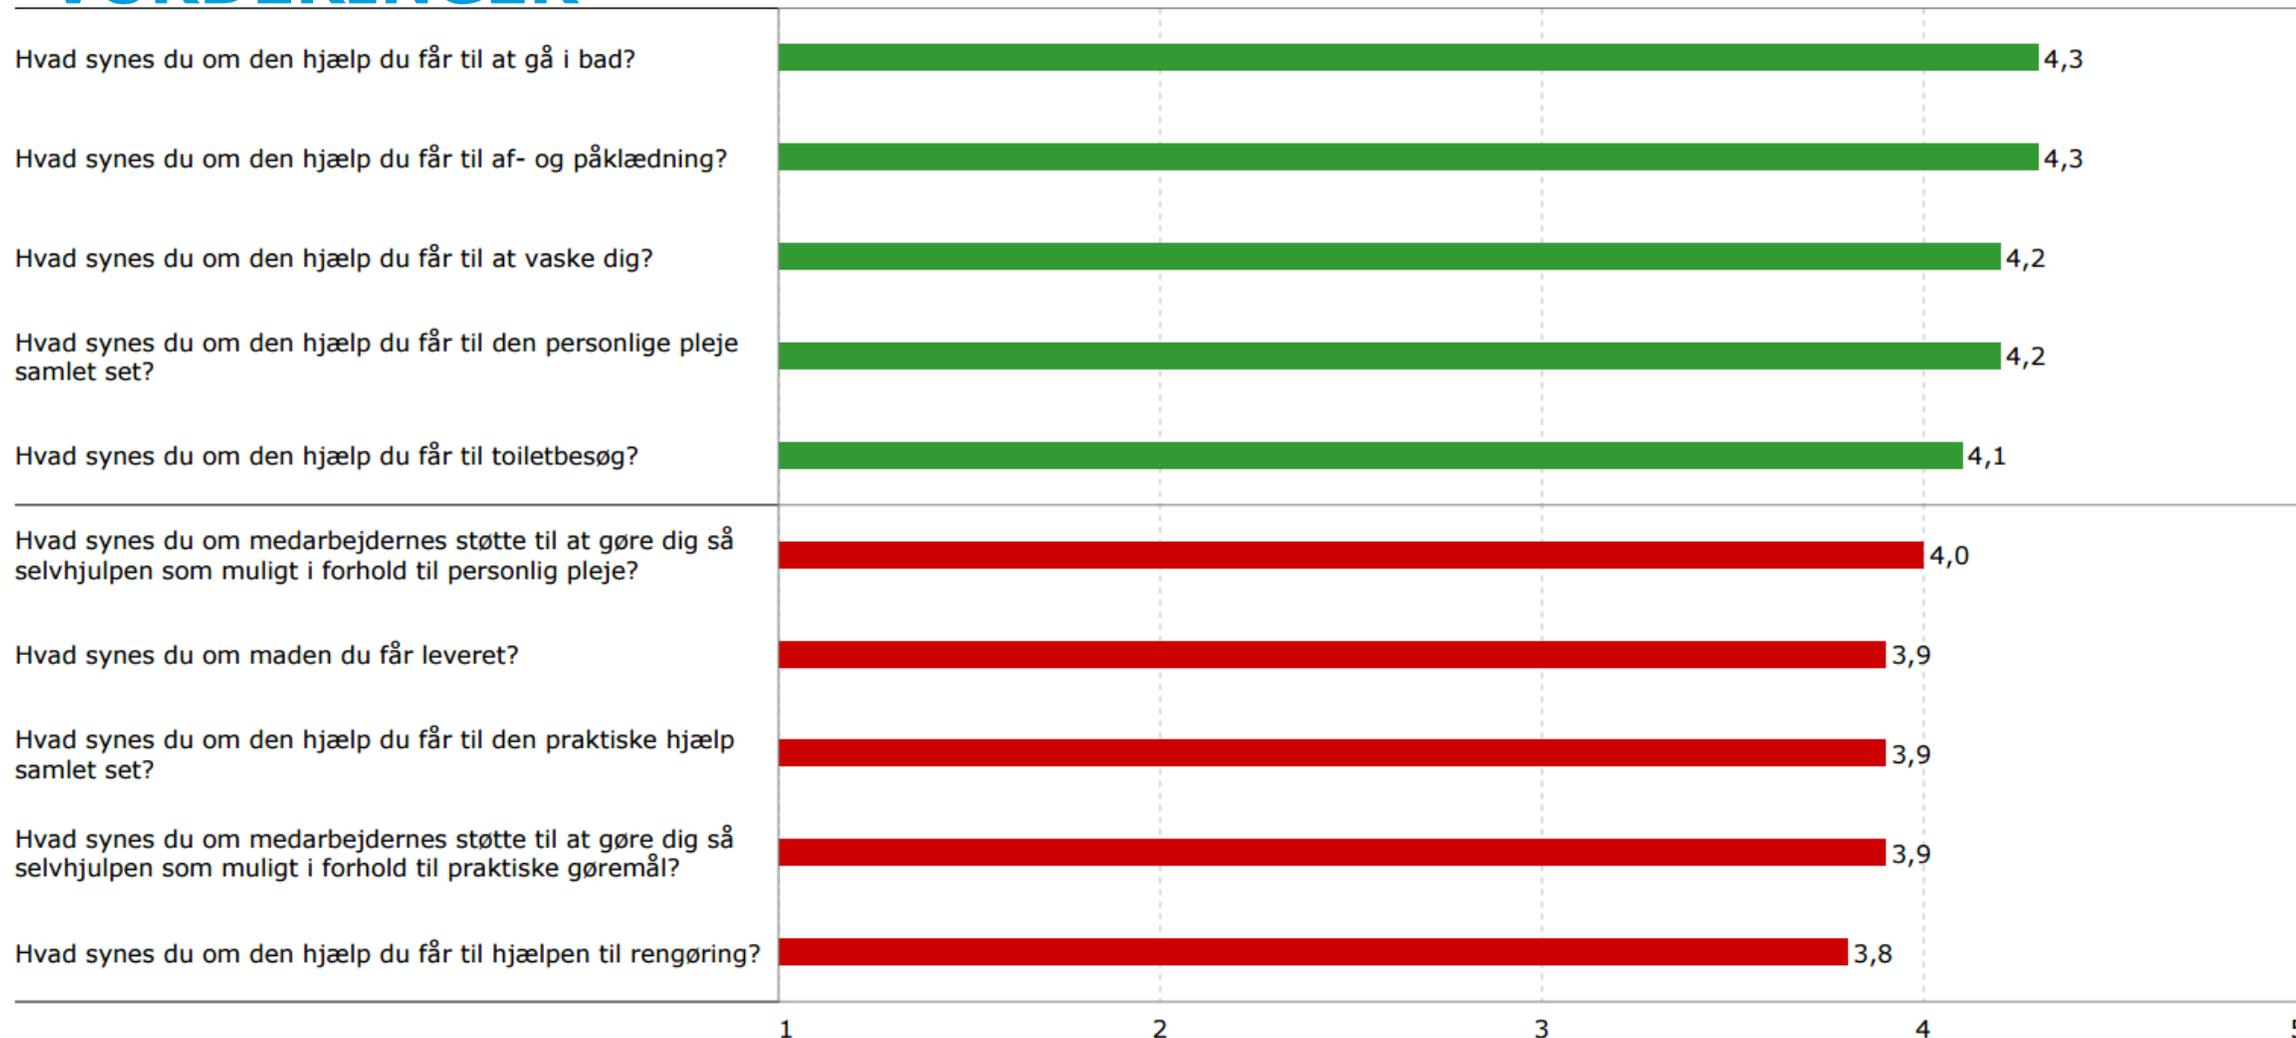 Hvad synes du om den hjælp du får til at gå i bad?
4,3
Hvad synes du om den hjælp du får til af- og påklædning?
4,3
Hvad synes du om den hjælp du får til at vaske dig?
4,2
Hvad synes du om den hjælp du får til den personlige pleje
samlet set?
4,2
Hvad synes du om den hjælp du får til toiletbesøg?
4,1
Hvad synes du om medarbejdernes støtte til at gøre dig så
selvhjulpen som muligt i forhold til personlig pleje?
4,0
Hvad synes du om maden du får leveret?
3,9
Hvad synes du om den hjælp du får til den praktiske hjælp
samlet set?
3,9
Hvad synes du om medarbejdernes støtte til at gøre dig så
selvhjulpen som muligt i forhold til praktiske gøremål?
3,9
Hvad synes du om den hjælp du får til hjælpen til rengøring?
3,8
1 2 3 4